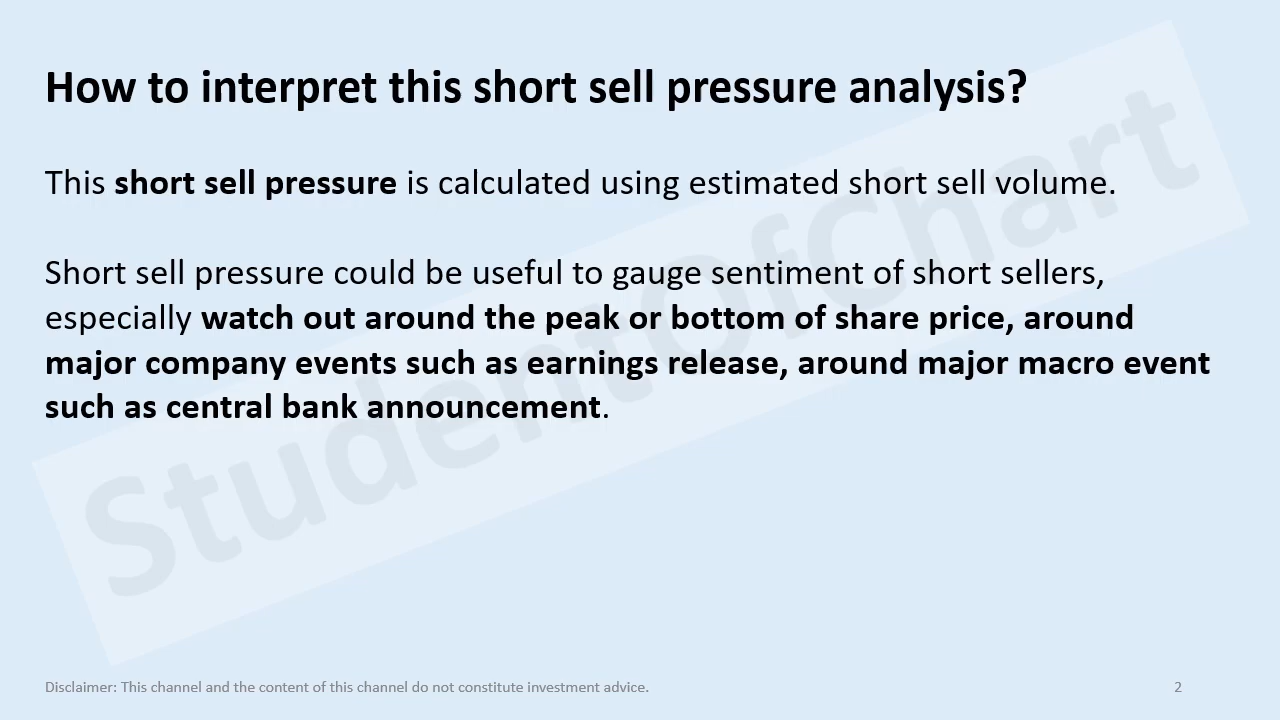 How to interpret this short sell pressure analysis?
This short sell pressure is calculated using estimated short sell volume.
Short sell pressure could be useful to gauge sentiment of short sellers,
especially watch out around the peak or bottom of share price, around
major company events such as earnings release, around major macro event
such as central bank announcement.
StudentOfChart
Disclaimer: This channel and the content of this channel do not constitute investment advice.
2